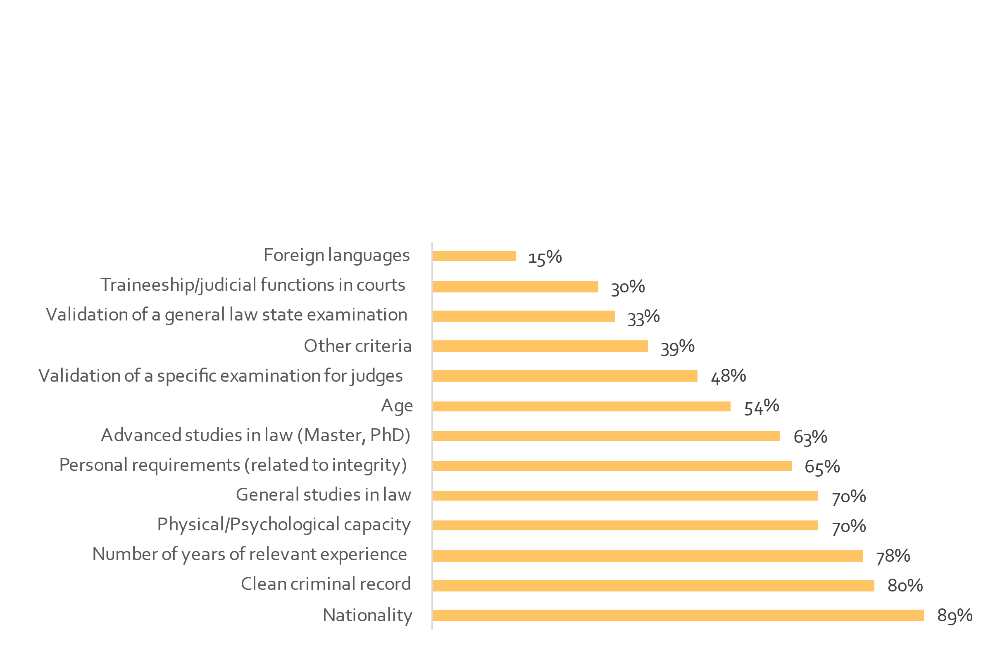 Foreign languages 15%
Traineeship/judicial functions in courts 30%
Validation of a general law state examination 33%
Other criteria 39%
Validation of a specific examination for judges 48%
Age 54%
Advanced studies in law (Master, PhD) 63%
Personal requirements (related to integrity) 65%
General studies in law 70%
Physical/Psychological capacity 70%
Number of years of relevant experience 78%
Clean criminal record 80%
Nationality 89%